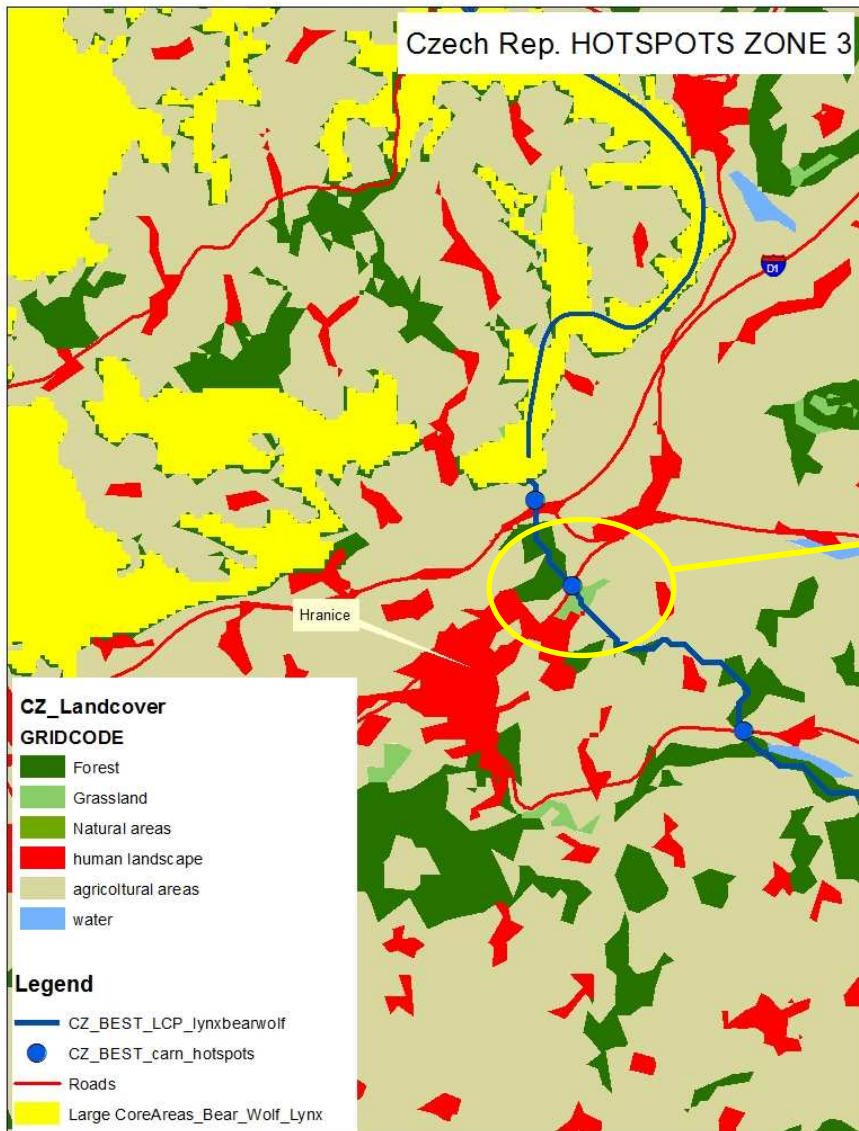 Czech Rep. HOTSPOTS ZONE 3
D1
Hranice
CZ_Landcover
GRIDCODE
Forest
Grassland
Natural areas
human landscape
agricoltural areas
water
Legend
CZ_BEST_LCP_lynxbearwolf
CZ_BEST_carn_hotspots
Roads
Large CoreAreas_Bear_Wolf_Lynx